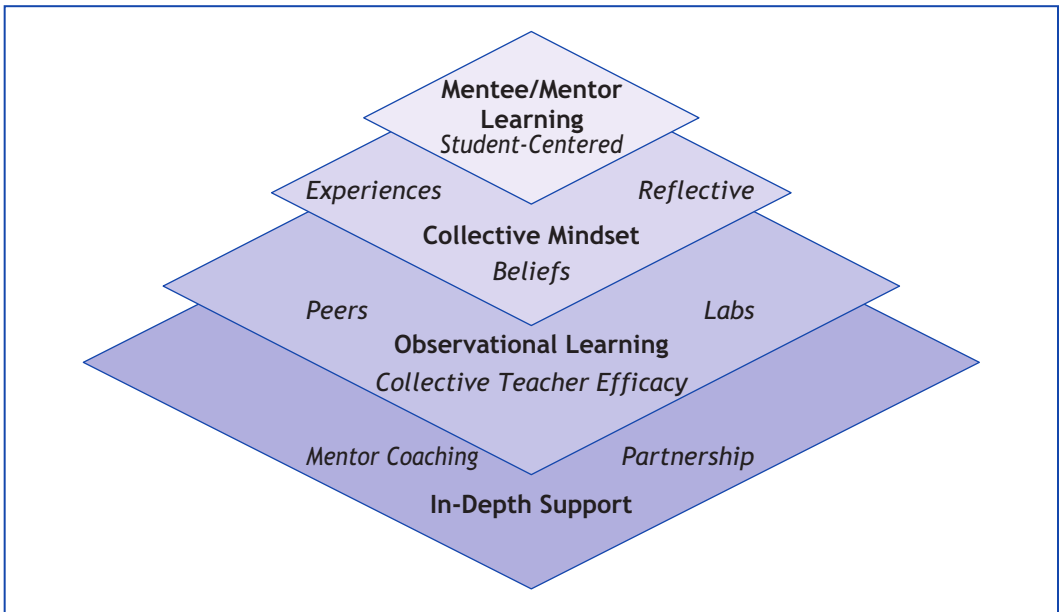 Mentee/Mentor
Learning
Student-Centered
Experiences
Reflective
Collective Mindset
Beliefs
Peers
Labs
Observational Learning
Collective Teacher Efficacy
Mentor Coaching
Partnership
In-Depth Support